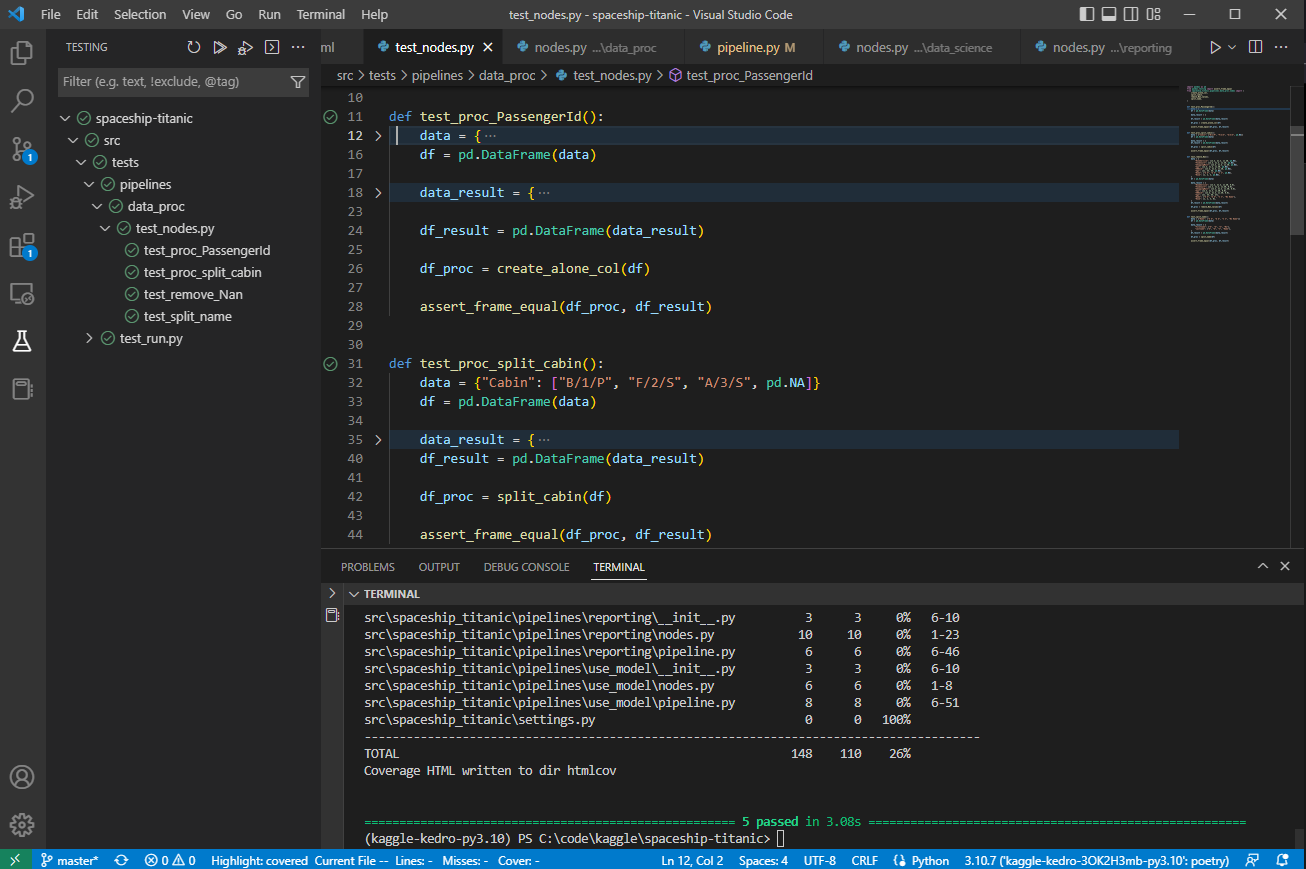 File Edit Selection View Go Run Terminal Help test_nodes.py - spaceship-titanic - Visual Studio Code
TESTING
ml test_nodes.py nodes.py ...\data_proc pipeline.py M nodes.py ...\data_science nodes.py ...\reporting
Filter (e.g. text, !exclude, @tag)
src > tests > pipelines > data_proc > test_nodes.py > test_proc_PassengerId
spaceship-titanic
src
tests
pipelines
data_proc
test_nodes.py
test_proc_PassengerId
test_proc_split_cabin
test_remove_Nan
test_split_name
test_run.py
1
1
10
11 def test_proc_PassengerId():
12 data = {···
16 df = pd.DataFrame(data)
17
18 data_result = {···
23
24 df_result = pd.DataFrame(data_result)
25
26 df_proc = create_alone_col(df)
27
28 assert_frame_equal(df_proc, df_result)
29
30
31 def test_proc_split_cabin():
32 data = {"Cabin": ["B/1/P", "F/2/S", "A/3/S", pd.NA]}
33 df = pd.DataFrame(data)
34
35 data_result = {···
40 df_result = pd.DataFrame(data_result)
41
42 df_proc = split_cabin(df)
43
44 assert_frame_equal(df_proc, df_result)
PROBLEMS OUTPUT DEBUG CONSOLE TERMINAL
TERMINAL
src\spaceship_titanic\pipelines\reporting\__init__.py 3 3 0% 6-10
src\spaceship_titanic\pipelines\reporting\nodes.py 10 10 0% 1-23
src\spaceship_titanic\pipelines\reporting\pipeline.py 6 6 0% 6-46
src\spaceship_titanic\pipelines\use_model\__init__.py 3 3 0% 6-10
src\spaceship_titanic\pipelines\use_model\nodes.py 6 6 0% 1-8
src\spaceship_titanic\pipelines\use_model\pipeline.py 8 8 0% 6-51
src\spaceship_titanic\settings.py 0 0 100%
----------------------------------------------------------------------------------------
TOTAL 148 110 26%
Coverage HTML written to dir htmlcov
===================================================== 5 passed in 3.08s ======================================================
(kaggle-kedro-py3.10) PS C:\code\kaggle\spaceship-titanic>
master* 0 0 Highlight: covered Current File -- Lines: - Misses: - Cover: - Ln 12, Col 2 Spaces: 4 UTF-8 CRLF Python 3.10.7 ('kaggle-kedro-3OK2H3mb-py3.10': poetry)